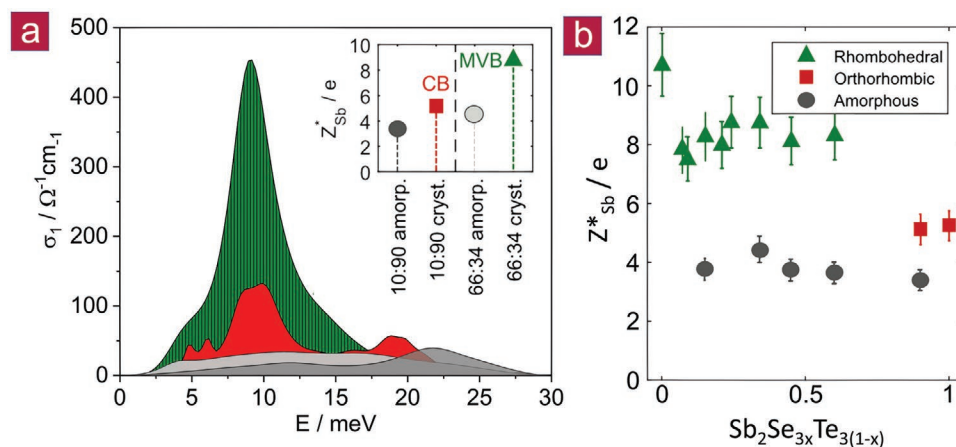 a
500
400
300
200
100
0
σ₁ / Ω⁻¹cm₋₁
0 5 10 15 20 25 30
E / meV
10
8
6
4
2
0
Z*Sb / e
CB
MVB
10:90 amorp.
10:90 cryst.
66:34 amorp.
66:34 cryst.
b
12
10
8
6
4
2
0
Z*Sb / e
Rhombohedral
Orthorhombic
Amorphous
0 0.5 1
Sb₂Se₃ₓTe₃₍₁₋ₓ₎